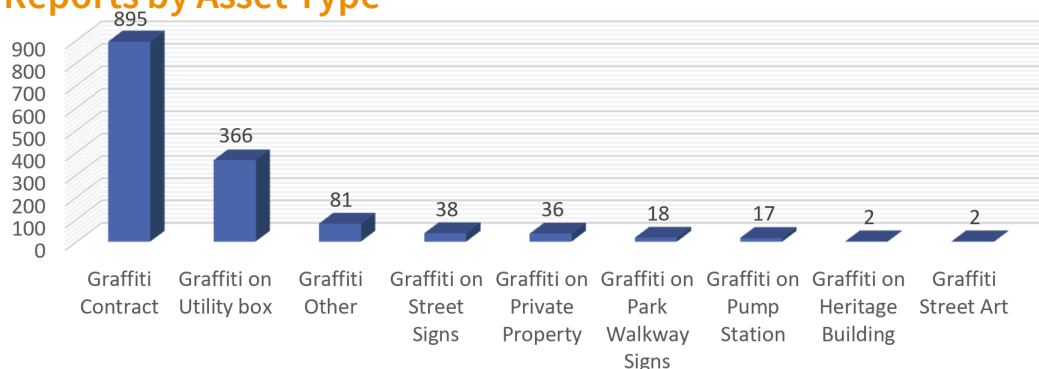 Reports by Asset Type
895
900
800
700
600
500
400
300
200
100
0
366
81
38
36
18
17
2
2
Graffiti Contract
Graffiti on Utility box
Graffiti Other
Graffiti on Street Signs
Graffiti on Private Property
Graffiti on Park Walkway Signs
Graffiti on Pump Station
Graffiti on Heritage Building
Graffiti Street Art